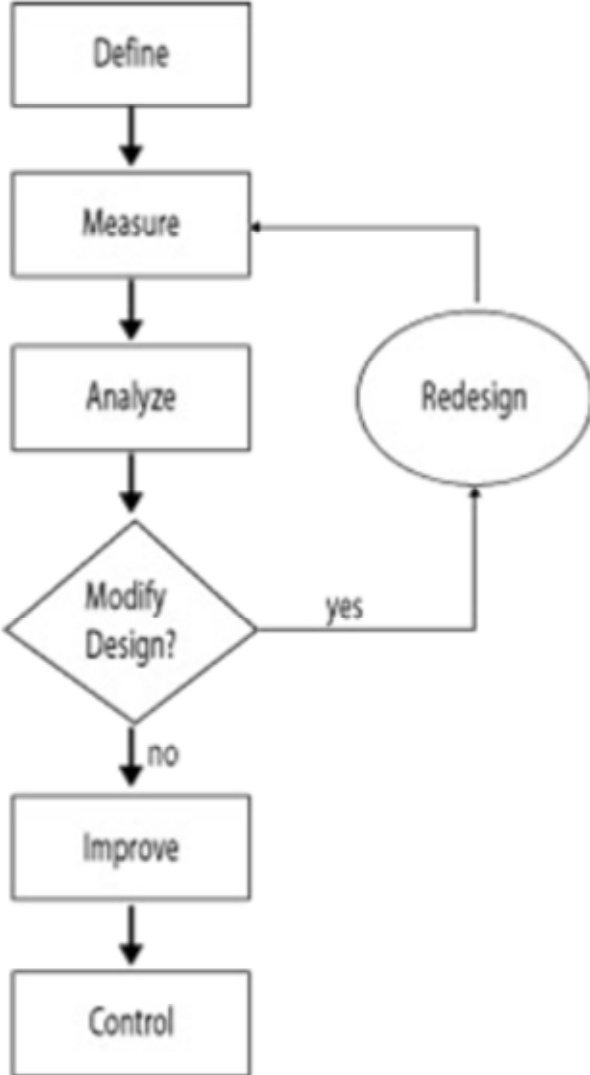 Define
Measure
Analyze
Redesign
Modify
Design?
yes
no
Improve
Control